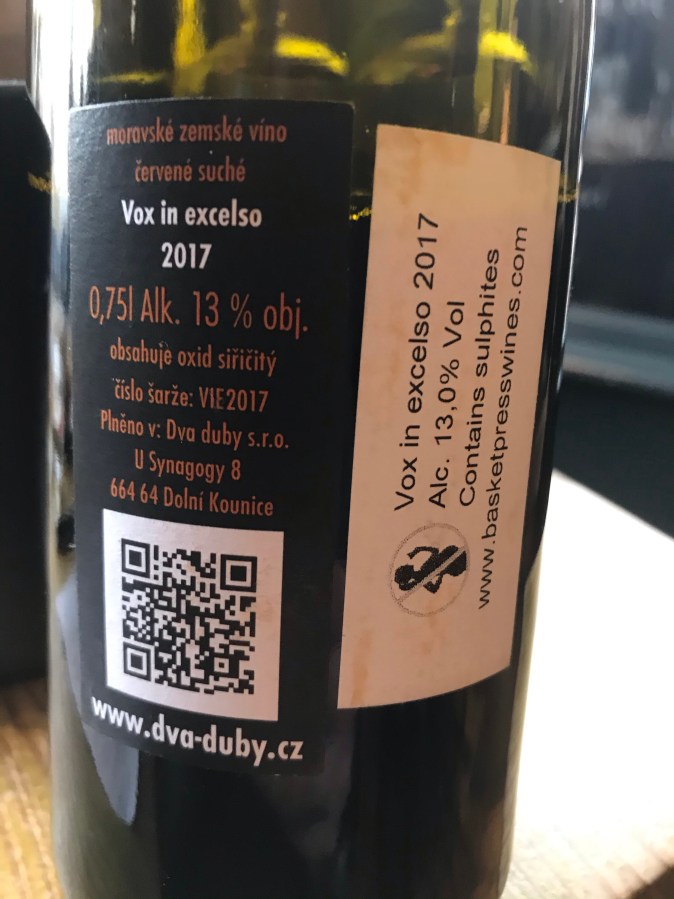 moravské zemské víno
červené suché
Vox in excelso
2017
0,75l Alk. 13 % obj.
obsahuje oxid siřičitý
číslo šarže: VIE2017
Plněno v: Dva duby s.r.o.
U Synagogy 8
664 64 Dolní Kounice
www.dva-duby.cz
Vox in excelso 2017
Alc. 13,0% Vol
Contains sulphites
www.basketpresswines.com